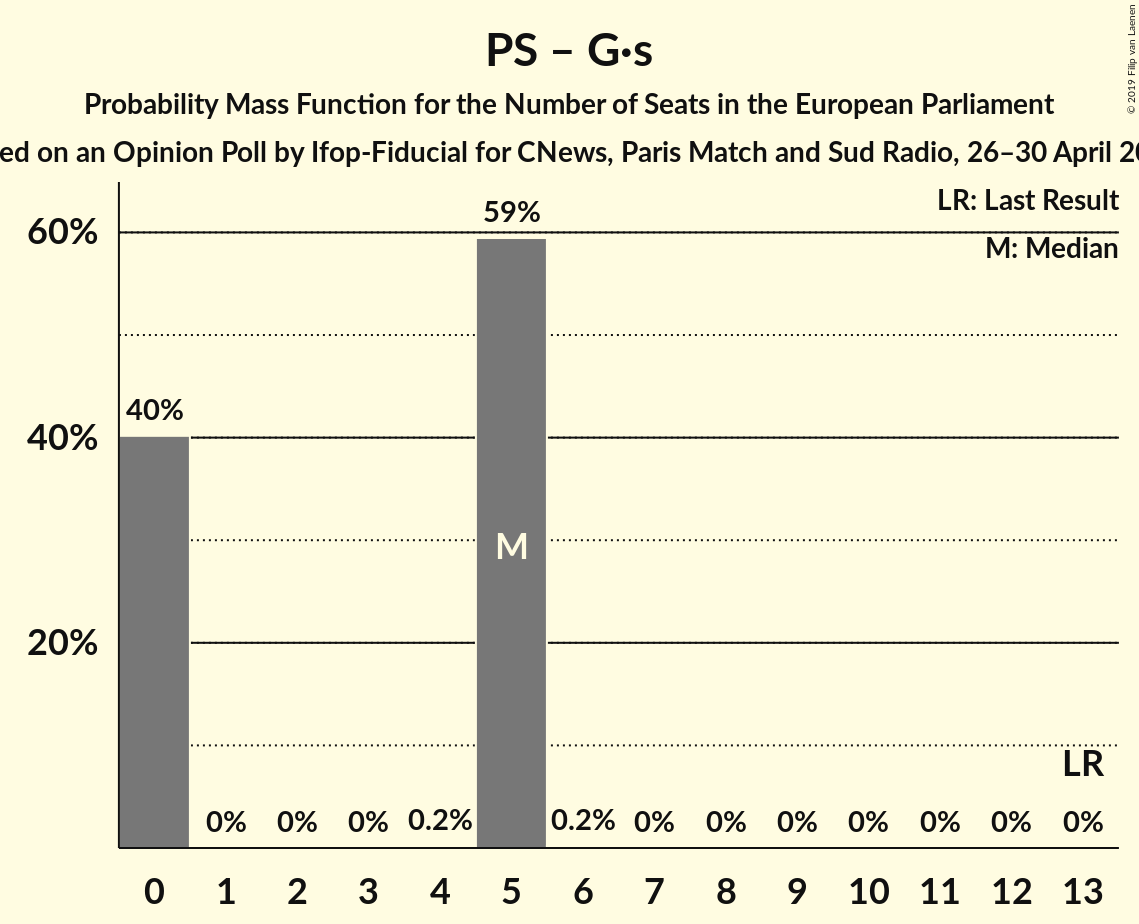 PS – G·s
Probability Mass Function for the Number of Seats in the European Parliament
ed on an Opinion Poll by Ifop-Fiducial for CNews, Paris Match and Sud Radio, 26–30 April 20
© 2019 Filip van Laenen
LR: Last Result
M: Median
60%
40%
20%
40%
0%
0%
0%
0.2%
59%
M
0.2%
0%
0%
0%
0%
0%
0%
LR
0%
0 1 2 3 4 5 6 7 8 9 10 11 12 13